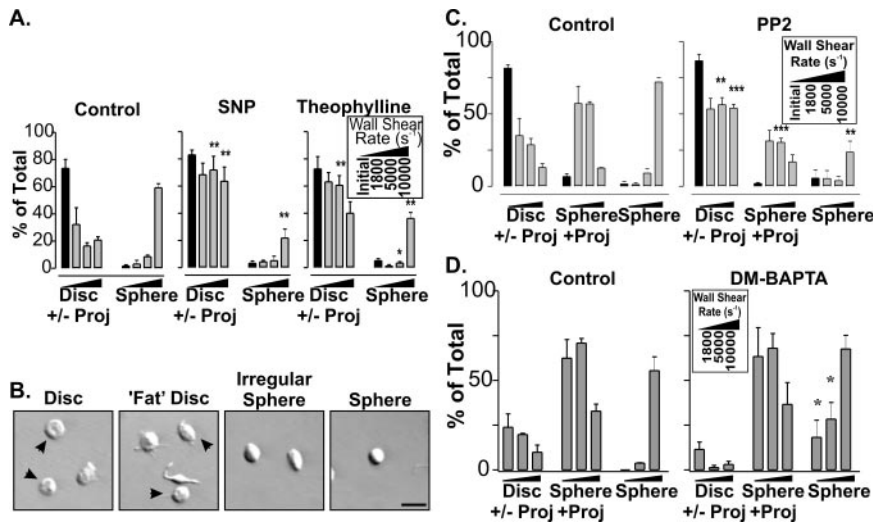 A.
Control
SNP
Theophylline
% of Total
100
80
60
40
20
0
**
**
**
**
*
**
Wall Shear
Rate (s-1)
Initial
1800
5000
10000
Disc
+/- Proj
Sphere
Disc
+/- Proj
Sphere
Disc
+/- Proj
Sphere
B.
Disc
'Fat' Disc
Irregular
Sphere
Sphere
C.
Control
PP2
% of Total
100
50
0
**
***
***
**
Wall Shear
Rate (s-1)
Initial
1800
5000
10000
Disc
+/- Proj
Sphere
+Proj
Sphere
Disc
+/- Proj
Sphere
+Proj
Sphere
D.
Control
DM-BAPTA
% of Total
100
50
0
*
*
Wall Shear
Rate (s-1)
1800
5000
10000
Disc
+/- Proj
Sphere
+Proj
Sphere
Disc
+/- Proj
Sphere
+Proj
Sphere